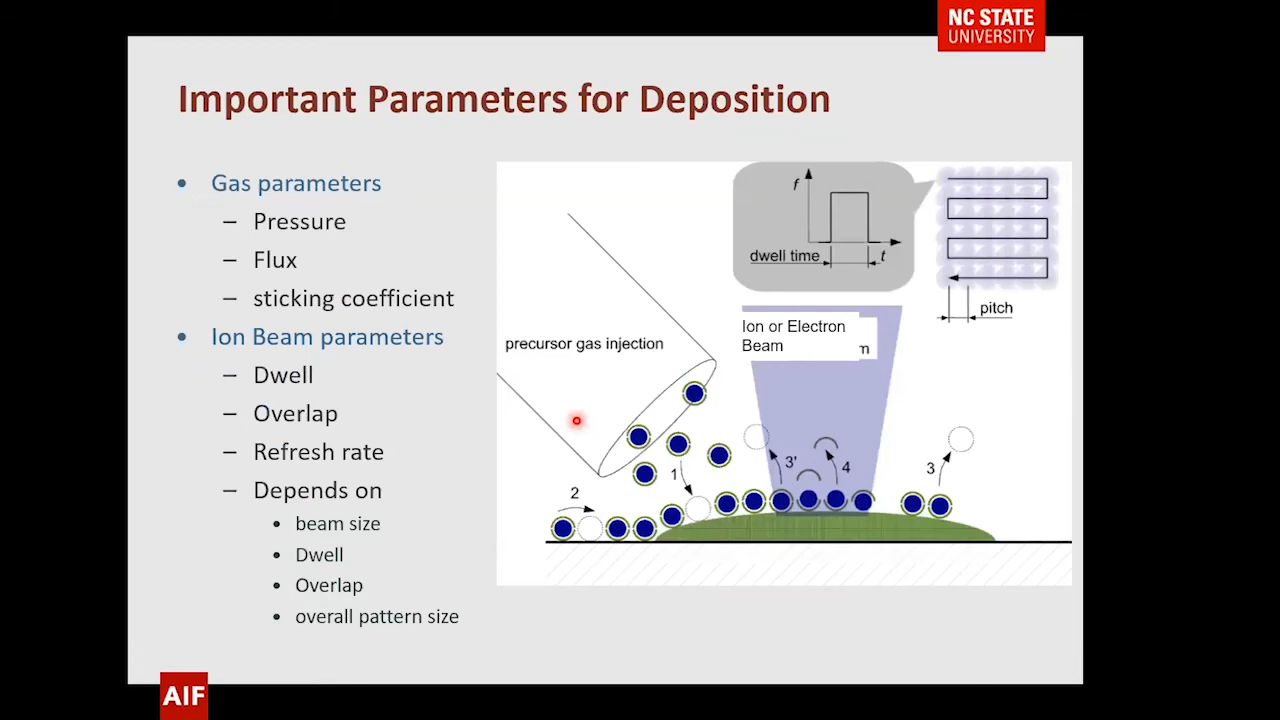 NC STATE
UNIVERSITY
Important Parameters for Deposition
• Gas parameters
– Pressure
– Flux
– sticking coefficient
• Ion Beam parameters
– Dwell
– Overlap
– Refresh rate
– Depends on
• beam size
• Dwell
• Overlap
• overall pattern size
f
dwell time
t
pitch
precursor gas injection
Ion or Electron
Beam
m
1
2
3'
4
3
AIF